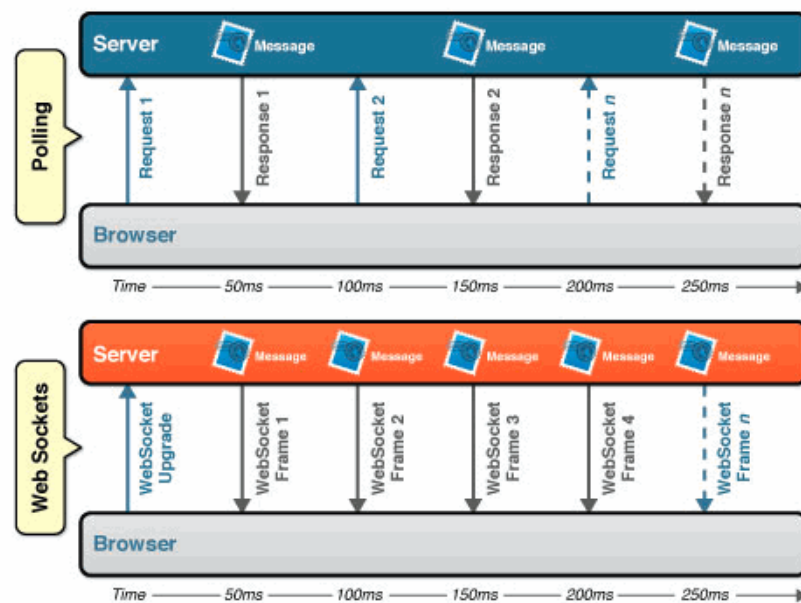 Polling
Server
Message
Message
Message
Request 1
Response 1
Request 2
Response 2
Request n
Response n
Browser
Time 50ms 100ms 150ms 200ms 250ms
Web Sockets
Server
Message
Message
Message
Message
Message
WebSocket
Upgrade
WebSocket
Frame 1
WebSocket
Frame 2
WebSocket
Frame 3
WebSocket
Frame 4
WebSocket
Frame n
Browser
Time 50ms 100ms 150ms 200ms 250ms